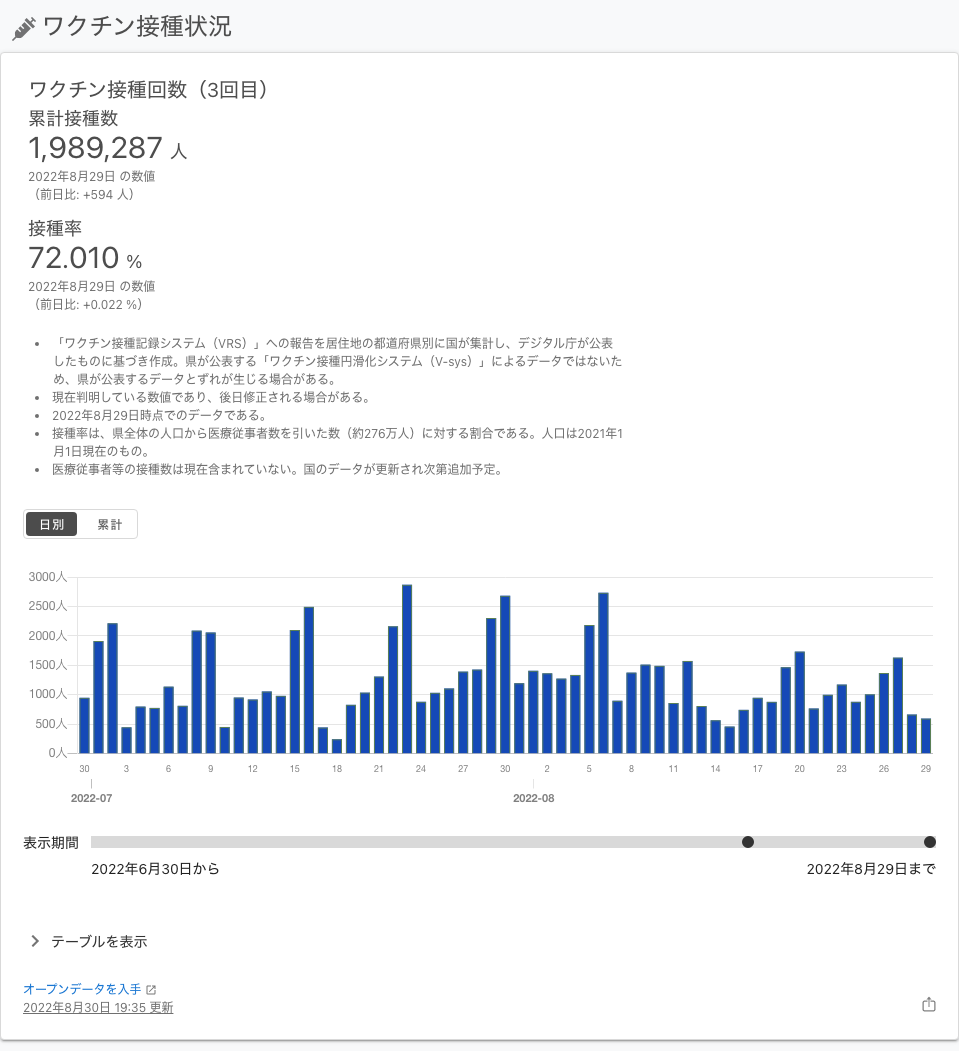 ワクチン接種状況
ワクチン接種回数（3回目）
累計接種数
1,989,287 人
2022年8月29日 の数値
（前日比: +594 人）
接種率
72.010 %
2022年8月29日 の数値
（前日比: +0.022 %）
• 「ワクチン接種記録システム（VRS）」への報告を居住地の都道府県別に国が集計し、デジタル庁が公表
したものに基づき作成。県が公表する「ワクチン接種円滑化システム（V-sys）」によるデータではないた
め、県が公表するデータとずれが生じる場合がある。
• 現在判明している数値であり、後日修正される場合がある。
• 2022年8月29日時点でのデータである。
• 接種率は、県全体の人口から医療従事者数を引いた数（約276万人）に対する割合である。人口は2021年1
月1日現在のもの。
• 医療従事者等の接種数は現在含まれていない。国のデータが更新され次第追加予定。
日別 累計
3000人
2500人
2000人
1500人
1000人
500人
0人
30 3 6 9 12 15 18 21 24 27 30 2 5 8 11 14 17 20 23 26 29
2022-07 2022-08
表示期間
2022年6月30日から 2022年8月29日まで
テーブルを表示
オープンデータを入手
2022年8月30日 19:35 更新